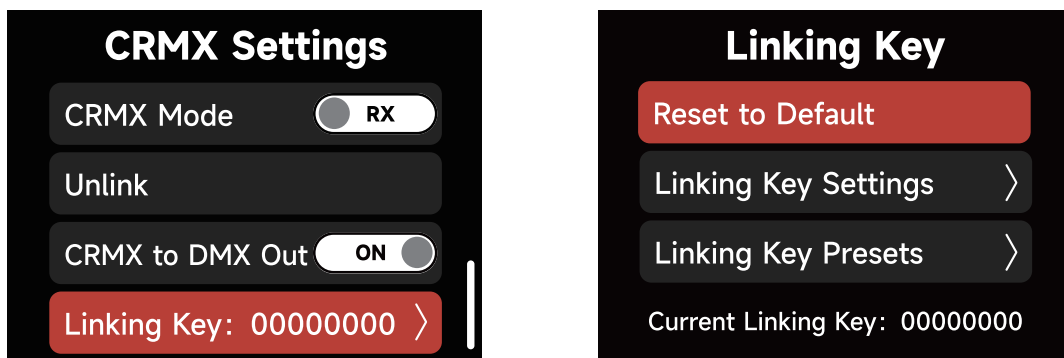 CRMX Settings
CRMX Mode RX
Unlink
CRMX to DMX Out ON
Linking Key: 00000000
Linking Key
Reset to Default
Linking Key Settings
Linking Key Presets
Current Linking Key: 00000000